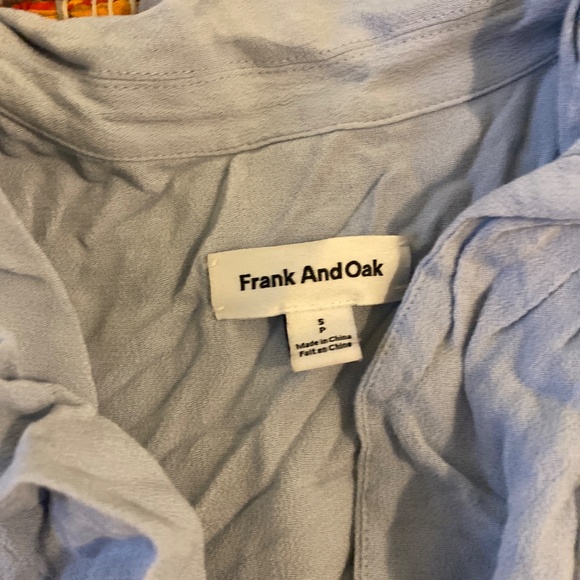 Frank And Oak
S
P
Made in China
Fait en Chine